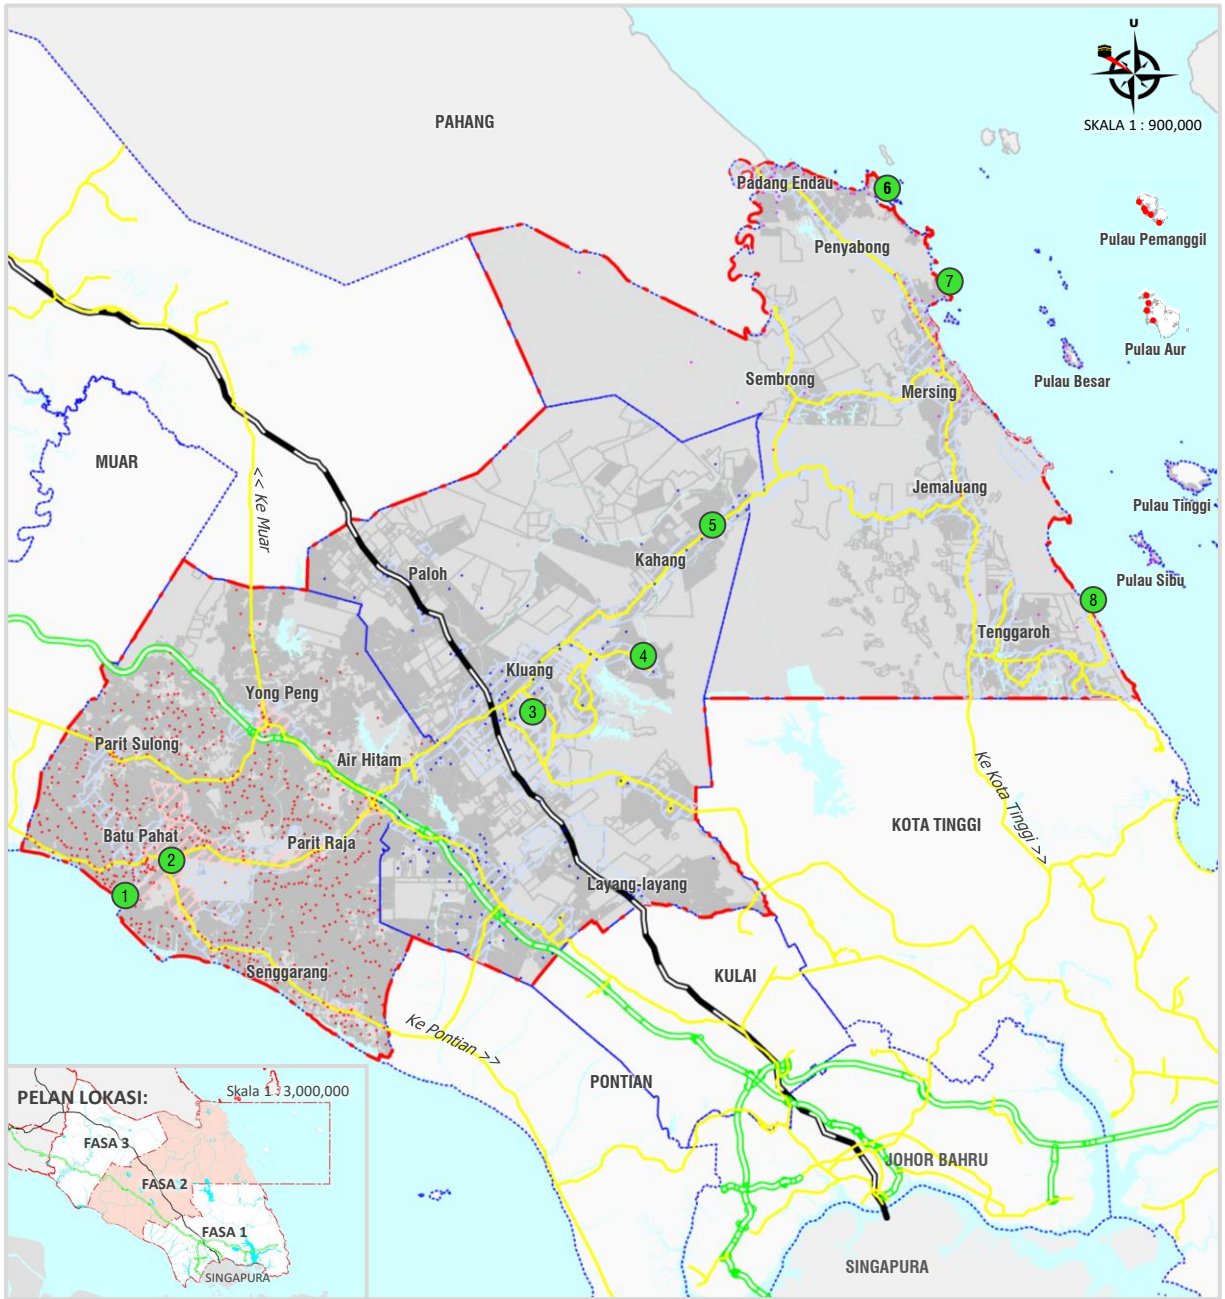 U
SKALA 1 : 900,000
PAHANG
Padang Endau
6
Pulau Pemanggil
Penyabong
7
Pulau Aur
Sembrong
Mersing
Pulau Besar
MUAR
<< Ke Muar
Jemaluang
Pulau Tinggi
5
Kahang
Paloh
Pulau Sibu
8
Tenggaroh
4
Kluang
3
Yong Peng
Parit Sulong
Air Hitam
Ke Kota Tinggi >>
KOTA TINGGI
Batu Pahat
Parit Raja
2
1
Layang-layang
Senggarang
KULAI
Ke Pontian >>
PONTIAN
JOHOR BAHRU
SINGAPURA
PELAN LOKASI:
Skala 1 : 3,000,000
FASA 3
FASA 2
FASA 1
SINGAPURA